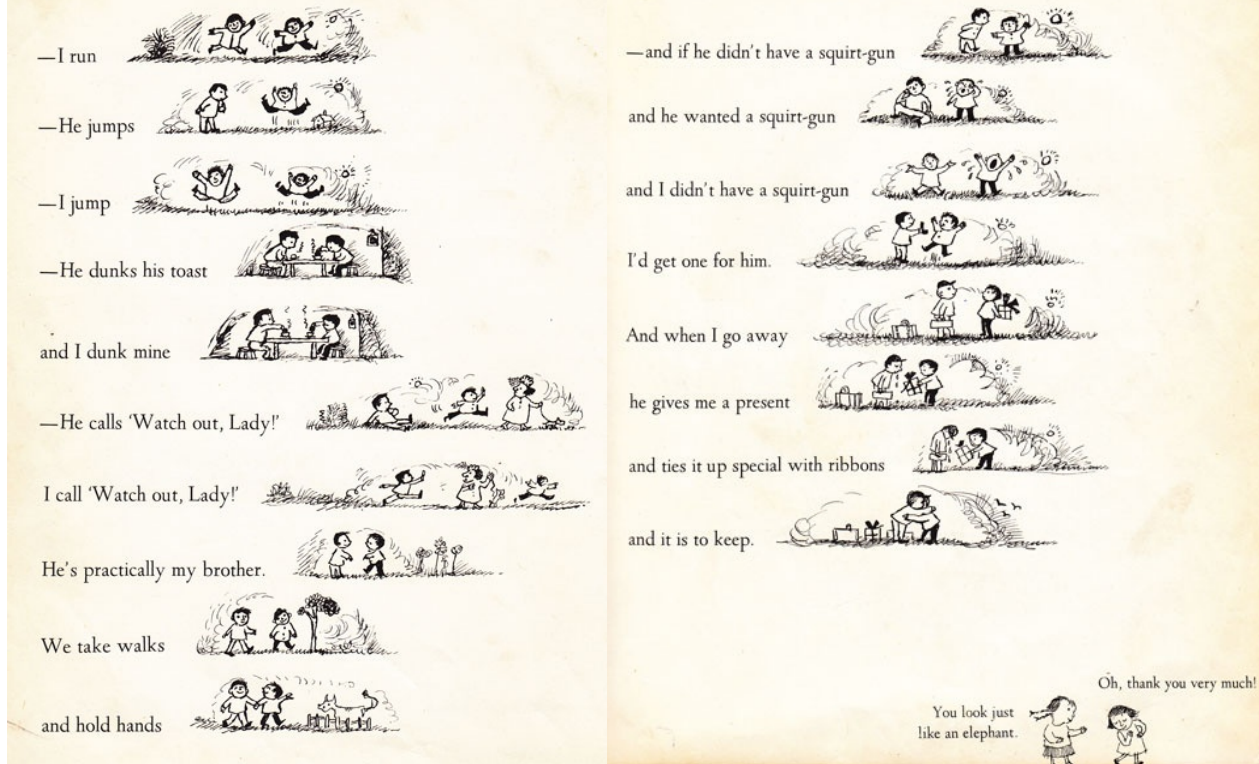 —I run
—He jumps
—I jump
—He dunks his toast
and I dunk mine
—He calls ‘Watch out, Lady!’
I call ‘Watch out, Lady!’
He's practically my brother.
We take walks
and hold hands
—and if he didn't have a squirt-gun
and he wanted a squirt-gun
and I didn't have a squirt-gun
I'd get one for him.
And when I go away
he gives me a present
and ties it up special with ribbons
and it is to keep.
Oh, thank you very much!
You look just
like an elephant.